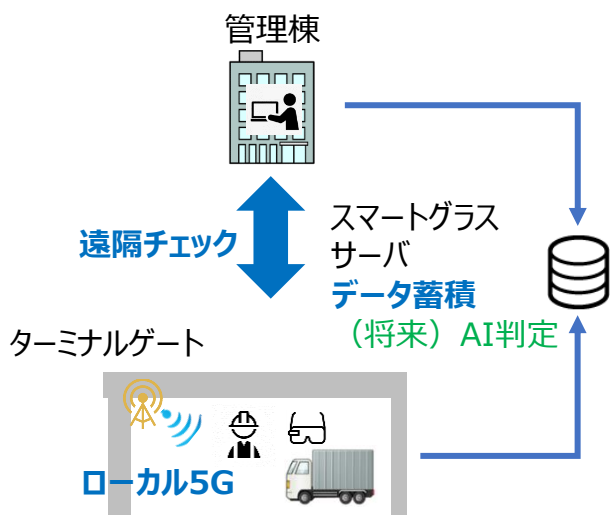 管理棟
遠隔チェック
スマートグラス
サーバ
データ蓄積
（将来）AI判定
ターミナルゲート
ローカル5G